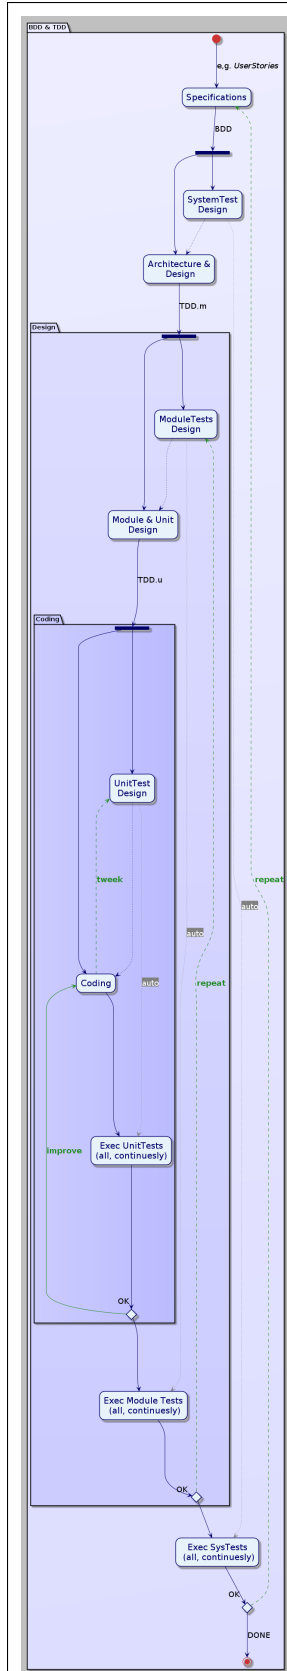 BDD & TDD
e,g. UserStories
Specifications
BDD
SystemTest
Design
Architecture &
Design
TDD.m
Design
ModuleTests
Design
Module & Unit
Design
TDD.u
Coding
UnitTest
Design
tweek
repeat
auto
auto
Coding
auto
repeat
Exec UnitTests
(all, continuesly)
improve
OK
Exec Module Tests
(all, continuesly)
OK
Exec SysTests
(all, continuesly)
OK
DONE